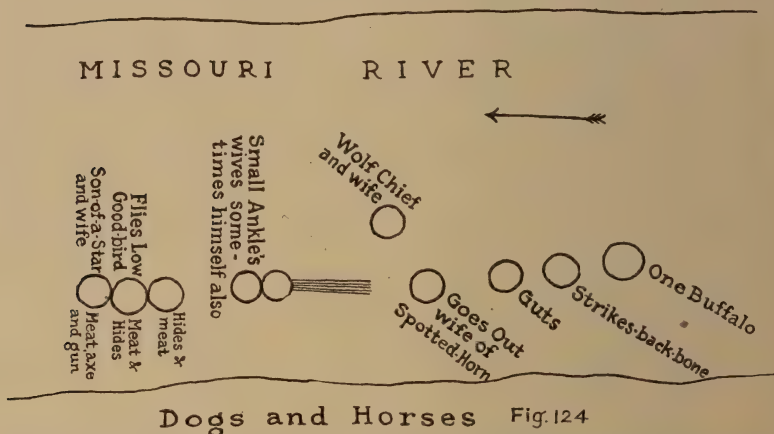 MISSOURI RIVER
Wolf Chief
and wife
Small Ankle's
wives some-
times himself also
Flies Low
Good-bird
Son-of-a-Star
and wife
Hides &
meat
Meat &
Hides
Meat, axe
and gun
Goes Out
wife of
Spotted-Horn
Guts
Strikes-back-bone
One Buffalo
Dogs and Horses Fig. 124